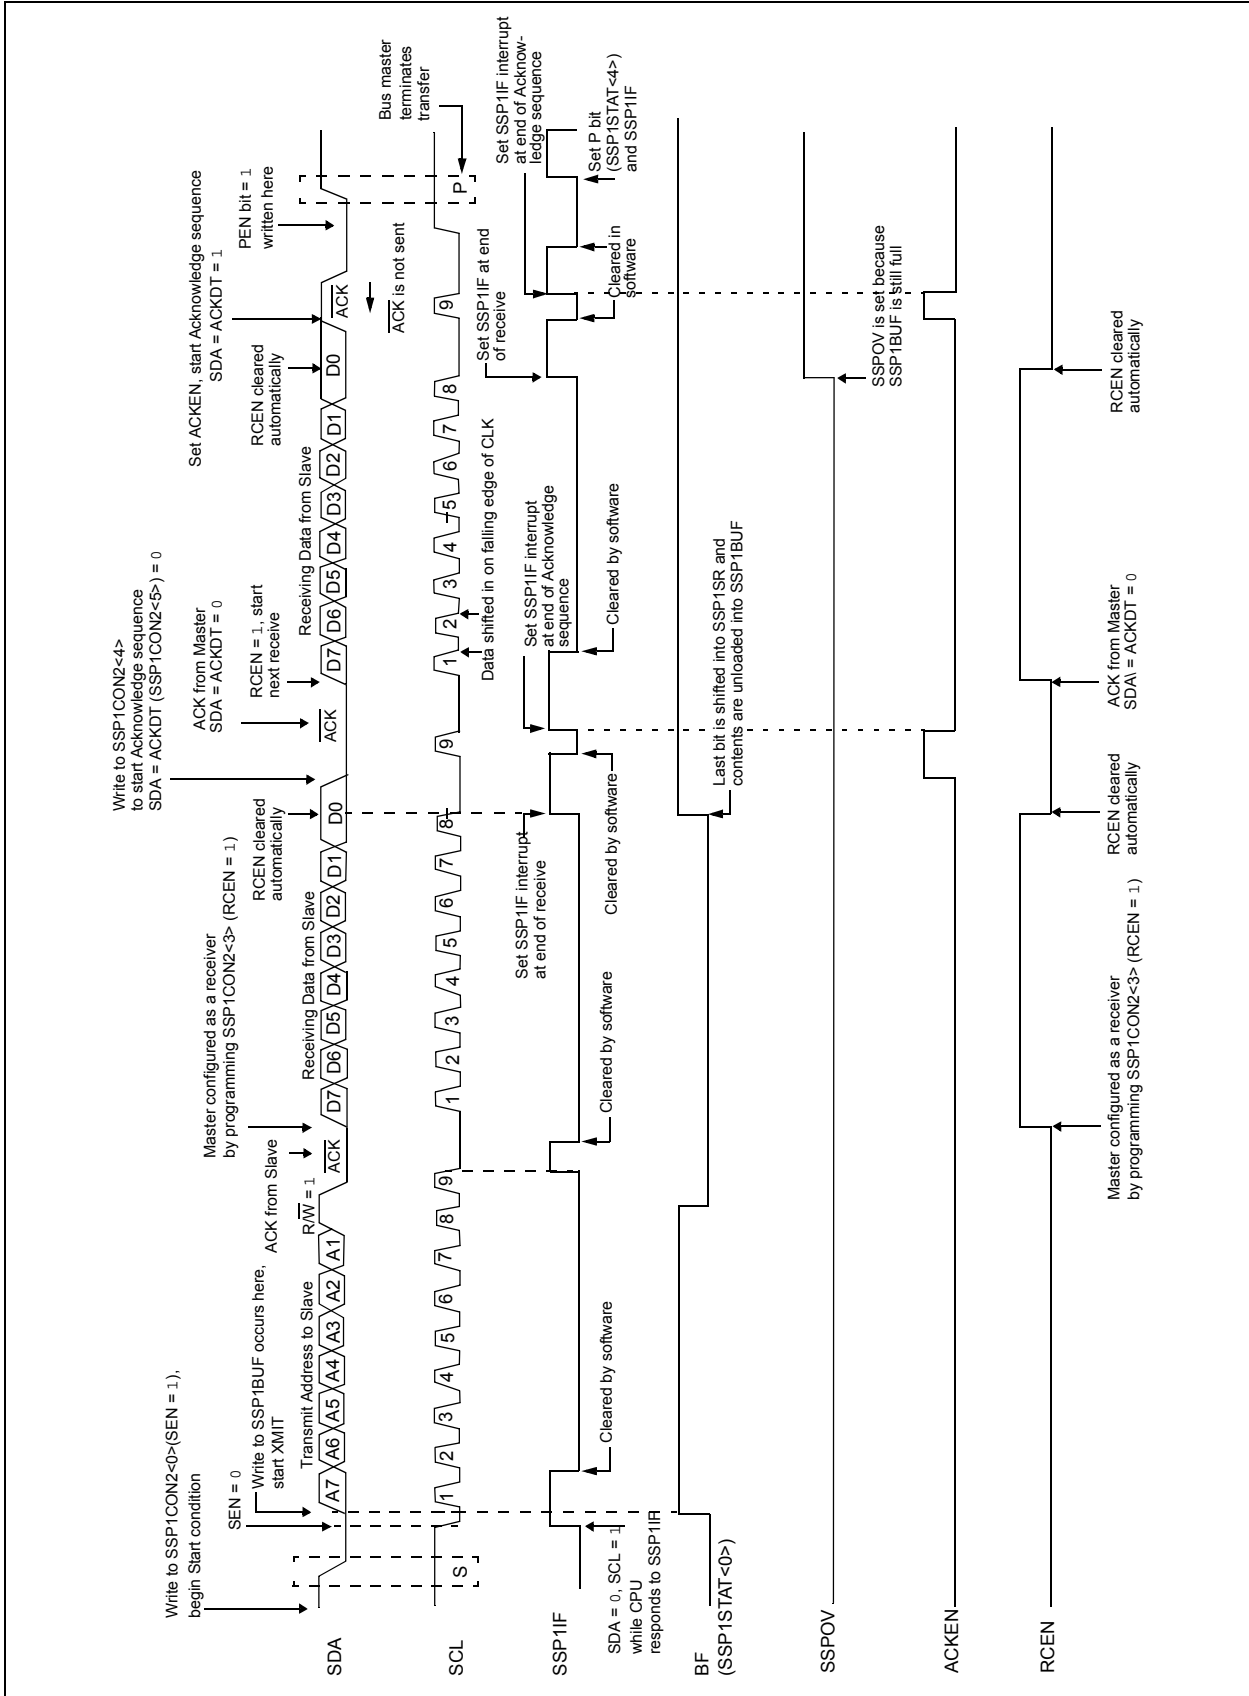 Write to SSP1CON2<0>(SEN = 1),
begin Start condition
SEN = 0
Write to SSP1BUF occurs here,
start XMIT
ACK from Slave
Master configured as a receiver
by programming SSP1CON2<3> (RCEN = 1)
RCEN cleared
automatically
Write to SSP1CON2<4>
to start Acknowledge sequence
SDA = ACKDT (SSP1CON2<5>) = 0
ACK from Master
SDA = ACKDT = 0
RCEN = 1, start
next receive
RCEN cleared
automatically
Set ACKEN, start Acknowledge sequence
SDA = ACKDT = 1
PEN bit = 1
written here
Transmit Address to Slave
R/W = 1
Receiving Data from Slave
Receiving Data from Slave
SDA
A7 A6 A5 A4 A3 A2 A1
ACK
D7 D6 D5 D4 D3 D2 D1 D0
ACK
D7 D6 D5 D4 D3 D2 D1 D0
ACK
ACK is not sent
Bus master
terminates
transfer
SCL
S
1 2 3 4 5 6 7 8 9
1 2 3 4 5 6 7 8 9
1 2 3 4 5 6 7 8 9
P
Data shifted in on falling edge of CLK
Set SSP1IF interrupt
at end of receive
Set SSP1IF interrupt
at end of Acknowledge
sequence
Set SSP1IF at end
of receive
Set SSP1IF interrupt
at end of Acknow-
ledge sequence
SSP1IF
SDA = 0, SCL = 1
while CPU
responds to SSP1IF
Cleared by software
Cleared by software
Cleared by software
Cleared by software
Cleared in
software
Set P bit
(SSP1STAT<4>)
and SSP1IF
BF
(SSP1STAT<0>)
Last bit is shifted into SSP1SR and
contents are unloaded into SSP1BUF
SSPOV
SSPOV is set because
SSP1BUF is still full
ACKEN
RCEN
Master configured as a receiver
by programming SSP1CON2<3> (RCEN = 1)
RCEN cleared
automatically
ACK from Master
SDA\ = ACKDT = 0
RCEN cleared
automatically